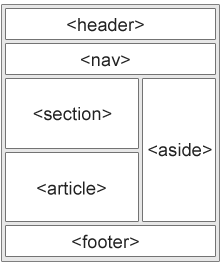 <header>
<nav>
<section>
<aside>
<article>
<footer>